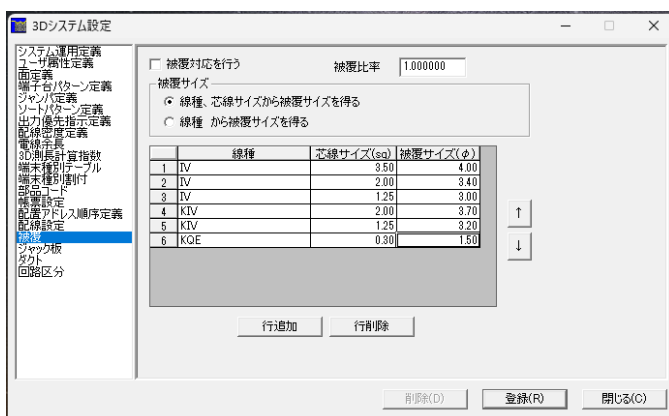 3Dシステム設定
システム運用定義
ユーザ属性定義
面定義
端子台パターン定義
ジャンパ定義
ソートパターン定義
出力優先指示定義
配線密度定義
電線余長
3D測長計算指数
端末種別テーブル
端末種別割付
部品コード
帳票設定
配置アドレス順序定義
配線設定
被覆
ジャック板
ダクト
回路区分
被覆対応を行う
被覆比率 1.000000
被覆サイズ
線種、芯線サイズから被覆サイズを得る
線種 から被覆サイズを得る
線種 芯線サイズ(sq) 被覆サイズ(φ)
1 IV 3.50 4.00
2 IV 2.00 3.40
3 IV 1.25 3.00
4 KIV 2.00 3.70
5 KIV 1.25 3.20
6 KQE 0.30 1.50
↑
↓
行追加 行削除
削除(D) 登録(R) 閉じる(C)